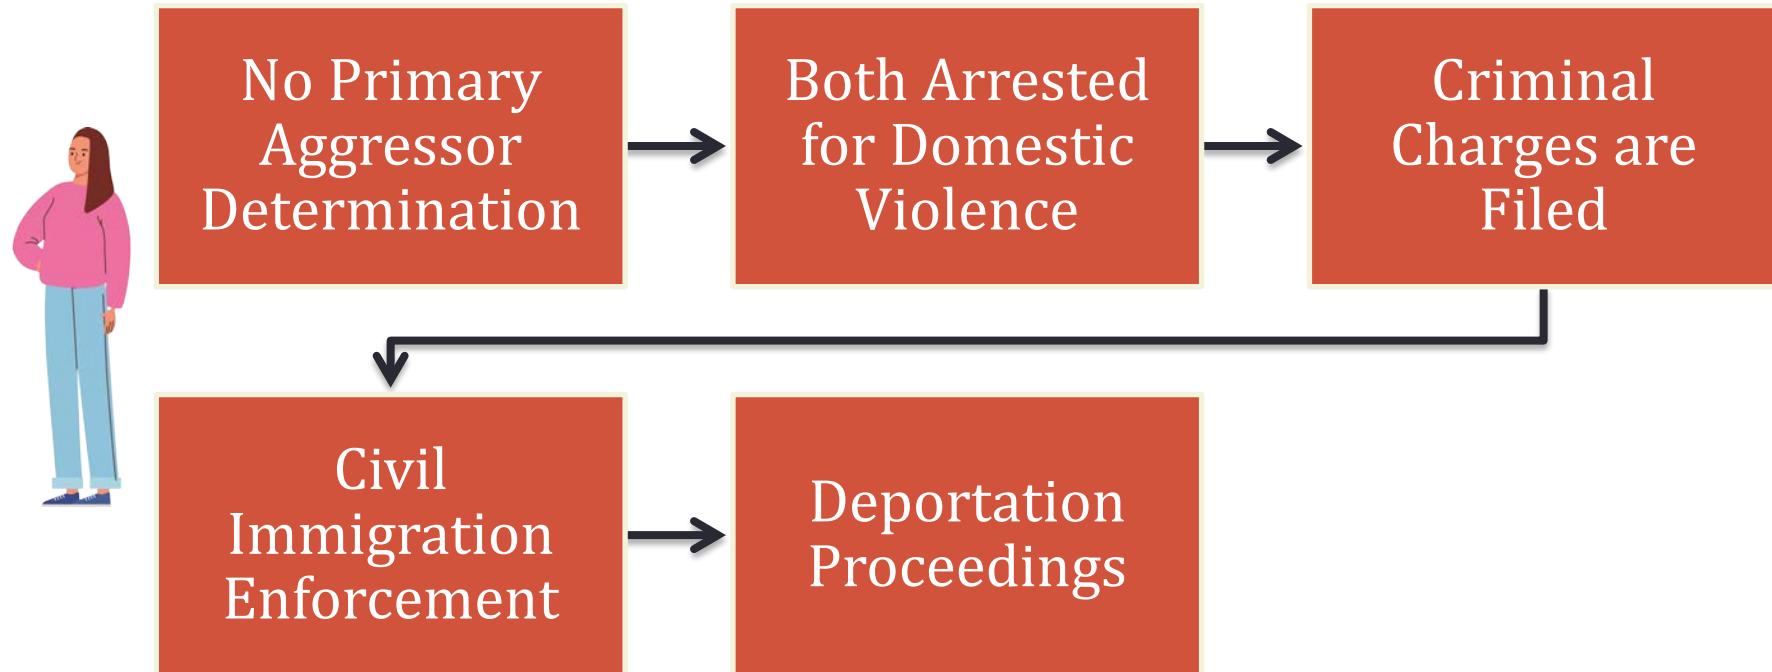 No Primary
Aggressor
Determination
Both Arrested
for Domestic
Violence
Criminal
Charges are
Filed
Civil
Immigration
Enforcement
Deportation
Proceedings